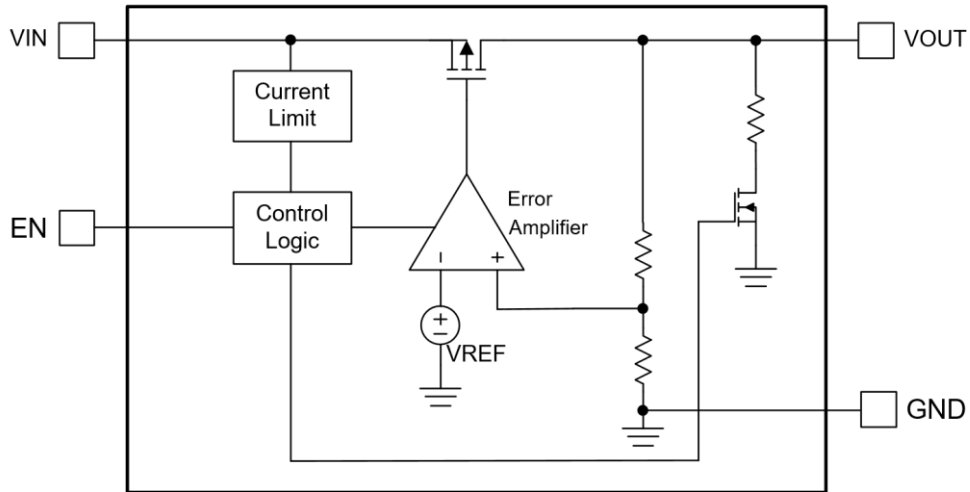 VIN
VOUT
Current
Limit
EN
Control
Logic
Error
Amplifier
− +
+
−
VREF
GND